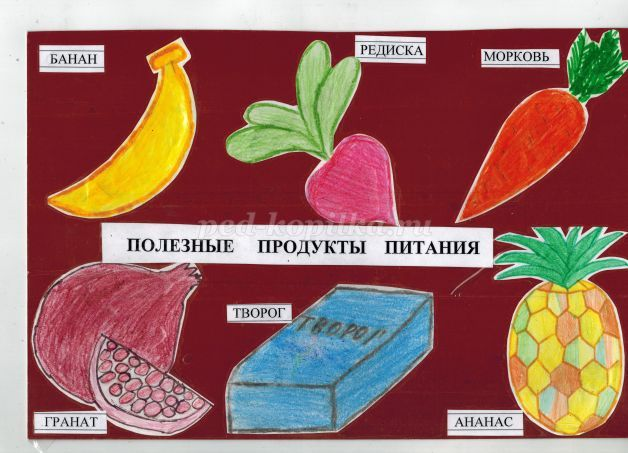 БАНАН
РЕДИСКА
МОРКОВЬ
ped-kopilka.ru
ПОЛЕЗНЫЕ ПРОДУКТЫ ПИТАНИЯ
ТВОРОГ
ТВОРОГ
ГРАНАТ
АНАНАС